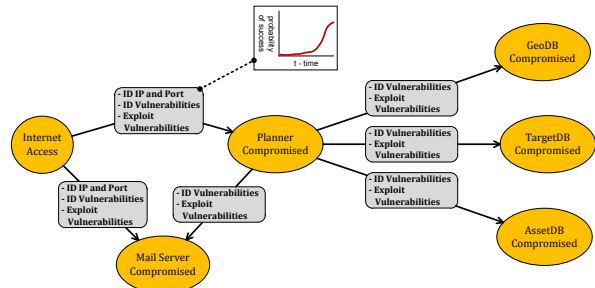 probability
of success
t - time
GeoDB
Compromised
- ID IP and Port
- ID Vulnerabilities
- Exploit
Vulnerabilities
- ID Vulnerabilities
- Exploit
Vulnerabilities
Internet
Access
Planner
Compromised
- ID Vulnerabilities
- Exploit
Vulnerabilities
TargetDB
Compromised
- ID IP and Port
- ID Vulnerabilities
- Exploit
Vulnerabilities
- ID Vulnerabilities
- Exploit
Vulnerabilities
- ID Vulnerabilities
- Exploit
Vulnerabilities
AssetDB
Compromised
Mail Server
Compromised